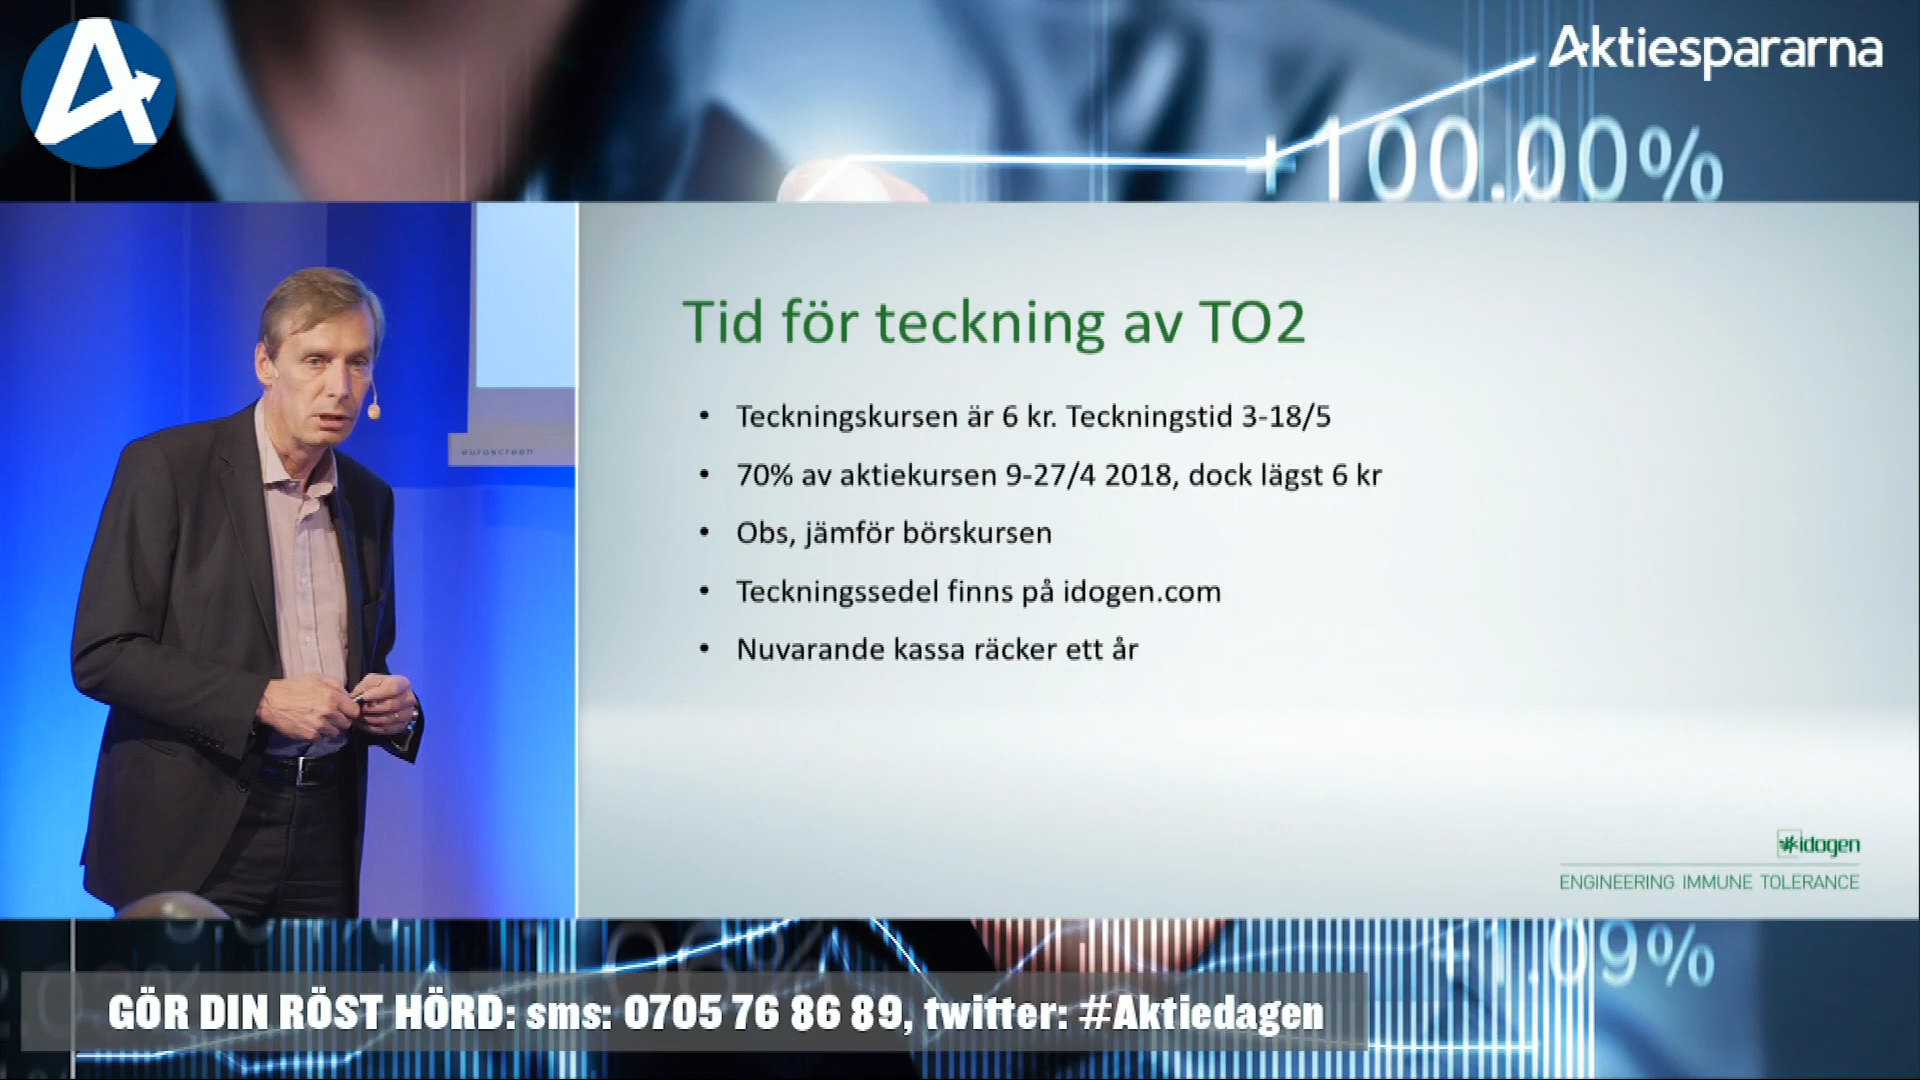 Aktiespararna
+100.00%
euroscreen
Tid för teckning av TO2
• Teckningskursen är 6 kr. Teckningstid 3-18/5
• 70% av aktiekursen 9-27/4 2018, dock lägst 6 kr
• Obs, jämför börskursen
• Teckningssedel finns på idogen.com
• Nuvarande kassa räcker ett år
idogen
ENGINEERING IMMUNE TOLERANCE
GÖR DIN RÖST HÖRD: sms: 0705 76 86 89, twitter: #Aktiedagen